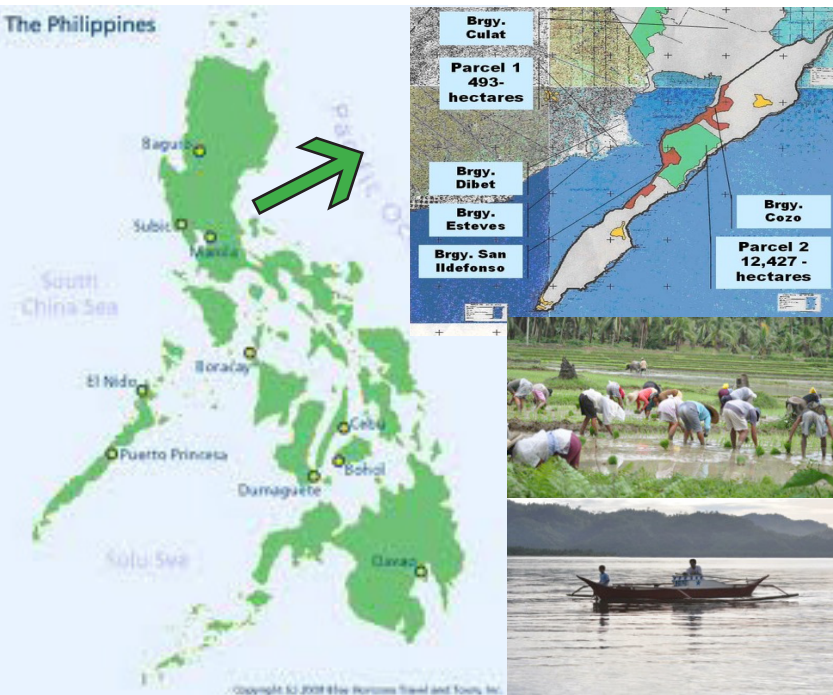 The Philippines
Baguio
Subic
Manila
South
China Sea
Boracay
El Nido
Cebu
Puerto Princesa
Bohol
Dumaguete
Sulu Sea
Davao
Copyright (c) 2009 Blue Horizons Travel and Tours, Inc.
Brgy.
Culat
Parcel 1
493-
hectares
Brgy.
Dibet
Brgy.
Esteves
Brgy. San
Ildefonso
Brgy.
Cozo
Parcel 2
12,427 -
hectares